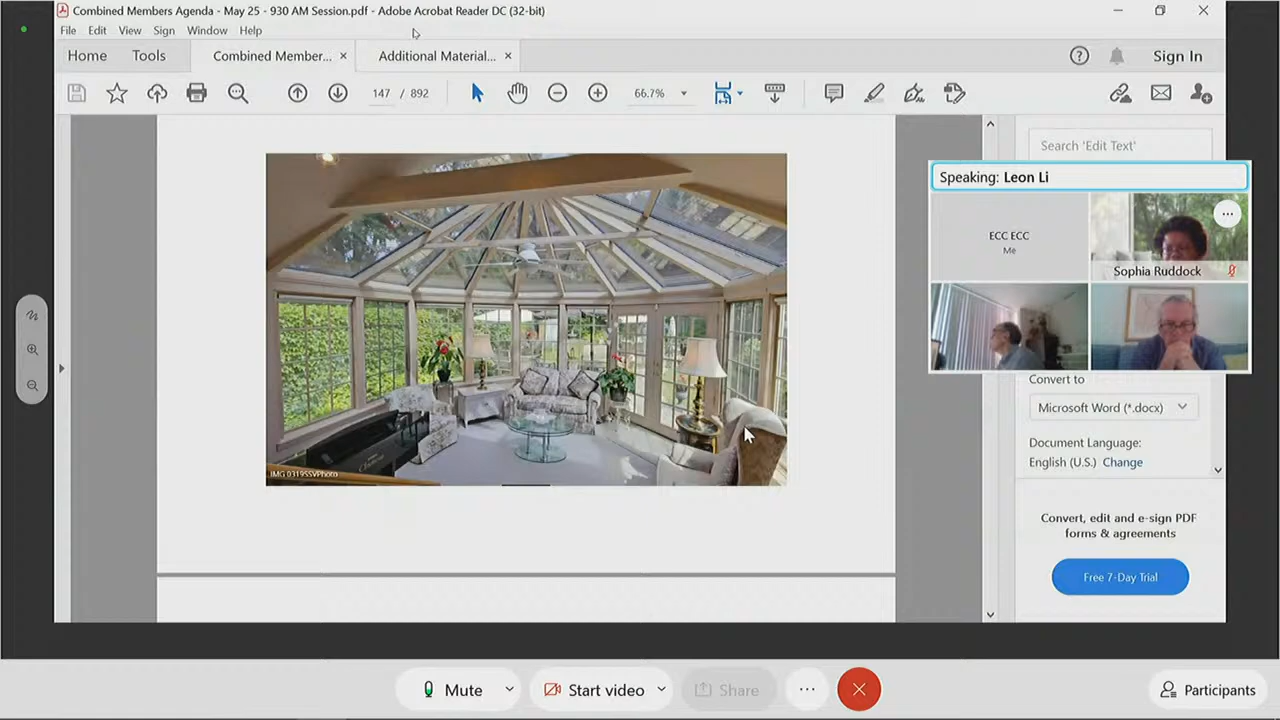 Combined Members Agenda - May 25 - 930 AM Session.pdf - Adobe Acrobat Reader DC (32-bit)
File Edit View Sign Window Help
Home Tools Combined Member... × Additional Material... × Sign In
147 / 892 66.7%
Search 'Edit Text'
Speaking: Leon Li
ECC ECC
Me
Sophia Ruddock
Convert to
Microsoft Word (*.docx)
Document Language:
English (U.S.) Change
IMG 0319SSVPhoto
Convert, edit and e-sign PDF
forms & agreements
Free 7-Day Trial
Mute Start video Share Participants